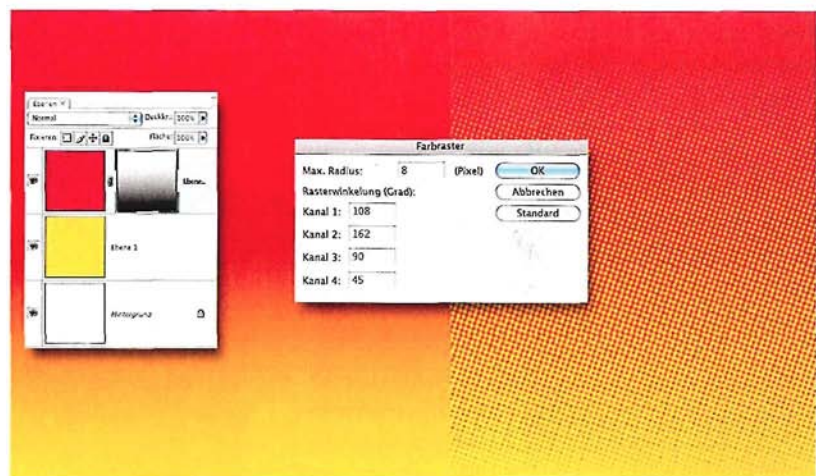 Ebenen
Normal
Deckkr.: 100%
Fixieren:
Fläche: 100%
Ebene...
Ebene 1
Hintergrund
Farbraster
Max. Radius: 8 (Pixel)
OK
Rasterwinkelung (Grad):
Abbrechen
Kanal 1: 108
Standard
Kanal 2: 162
Kanal 3: 90
Kanal 4: 45